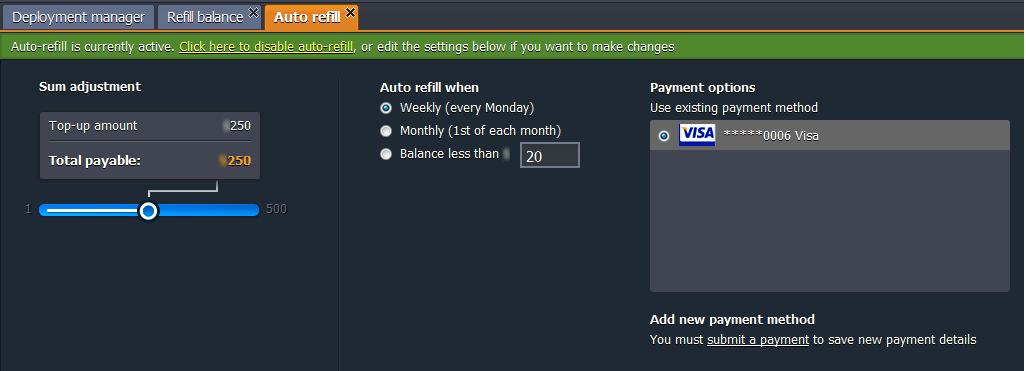 Deployment manager
Refill balance
Auto refill
Auto-refill is currently active. Click here to disable auto-refill, or edit the settings below if you want to make changes
Sum adjustment
Top-up amount 250
Total payable: 250
1 500
Auto refill when
Weekly (every Monday)
Monthly (1st of each month)
Balance less than 20
Payment options
Use existing payment method
VISA *****0006 Visa
Add new payment method
You must submit a payment to save new payment details